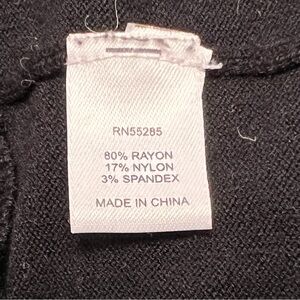 RN55285
80% RAYON
17% NYLON
3% SPANDEX
MADE IN CHINA